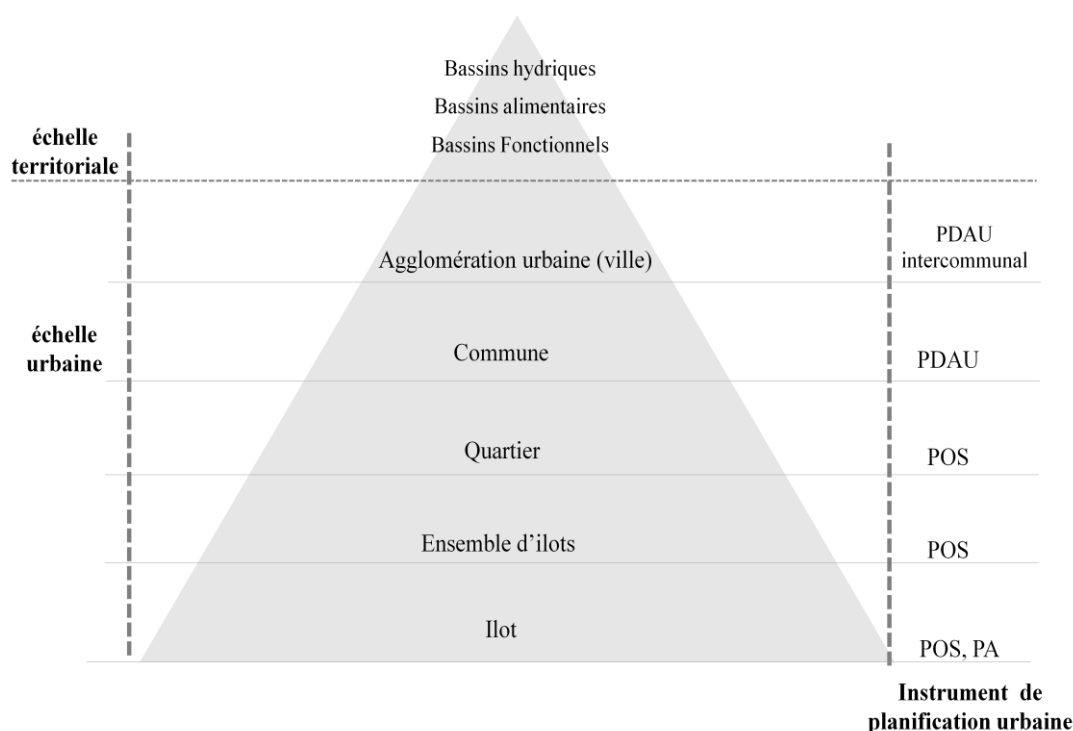 Bassins hydriques
Bassins alimentaires
Bassins Fonctionnels
échelle
territoriale
Agglomération urbaine (ville)
PDAU
intercommunal
échelle
urbaine
Commune
PDAU
Quartier
POS
Ensemble d'ilots
POS
Ilot
POS, PA
Instrument de
planification urbaine